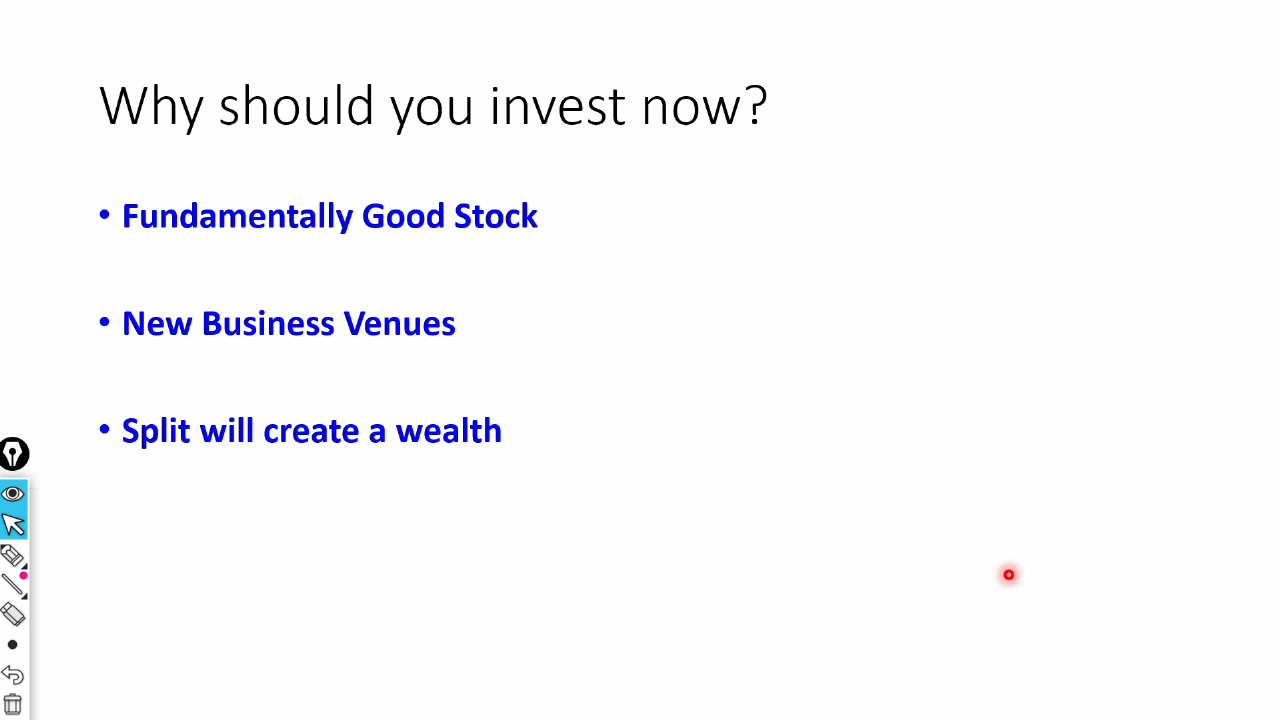 Why should you invest now?
• Fundamentally Good Stock
• New Business Venues
• Split will create a wealth